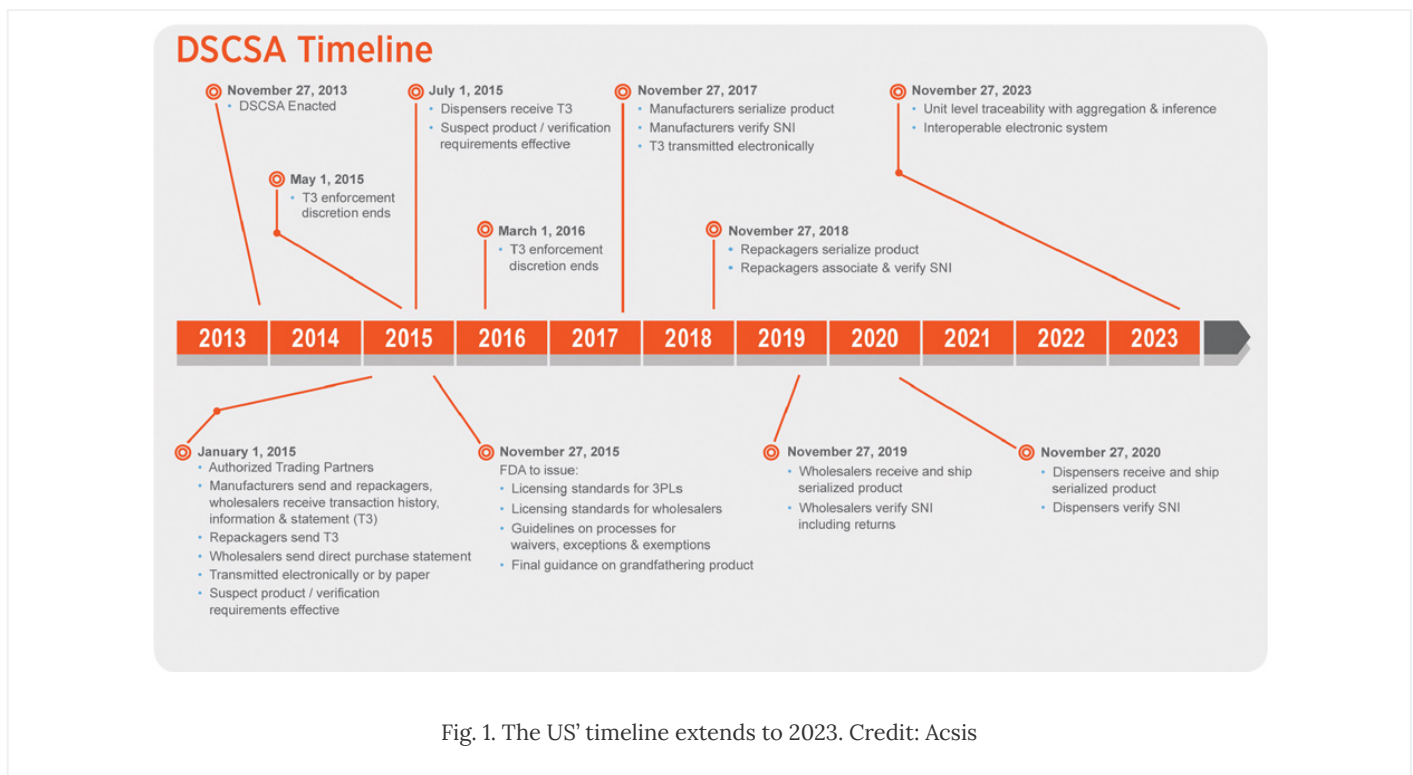 DSCSA Timeline
November 27, 2013
• DSCSA Enacted
May 1, 2015
• T3 enforcement
discretion ends
July 1, 2015
• Dispensers receive T3
• Suspect product / verification
requirements effective
March 1, 2016
• T3 enforcement
discretion ends
November 27, 2017
• Manufacturers serialize product
• Manufacturers verify SNI
• T3 transmitted electronically
November 27, 2018
• Repackagers serialize product
• Repackagers associate & verify SNI
November 27, 2023
• Unit level traceability with aggregation & inference
• Interoperable electronic system
2013 2014 2015 2016 2017 2018 2019 2020 2021 2022 2023
January 1, 2015
• Authorized Trading Partners
• Manufacturers send and repackagers,
wholesalers receive transaction history,
information & statement (T3)
• Repackagers send T3
• Wholesalers send direct purchase statement
• Transmitted electronically or by paper
• Suspect product / verification
requirements effective
November 27, 2015
FDA to issue:
• Licensing standards for 3PLs
• Licensing standards for wholesalers
• Guidelines on processes for
waivers, exceptions & exemptions
• Final guidance on grandfathering product
November 27, 2019
• Wholesalers receive and ship
serialized product
• Wholesalers verify SNI
including returns
November 27, 2020
• Dispensers receive and ship
serialized product
• Dispensers verify SNI
Fig. 1. The US’ timeline extends to 2023. Credit: Acsis